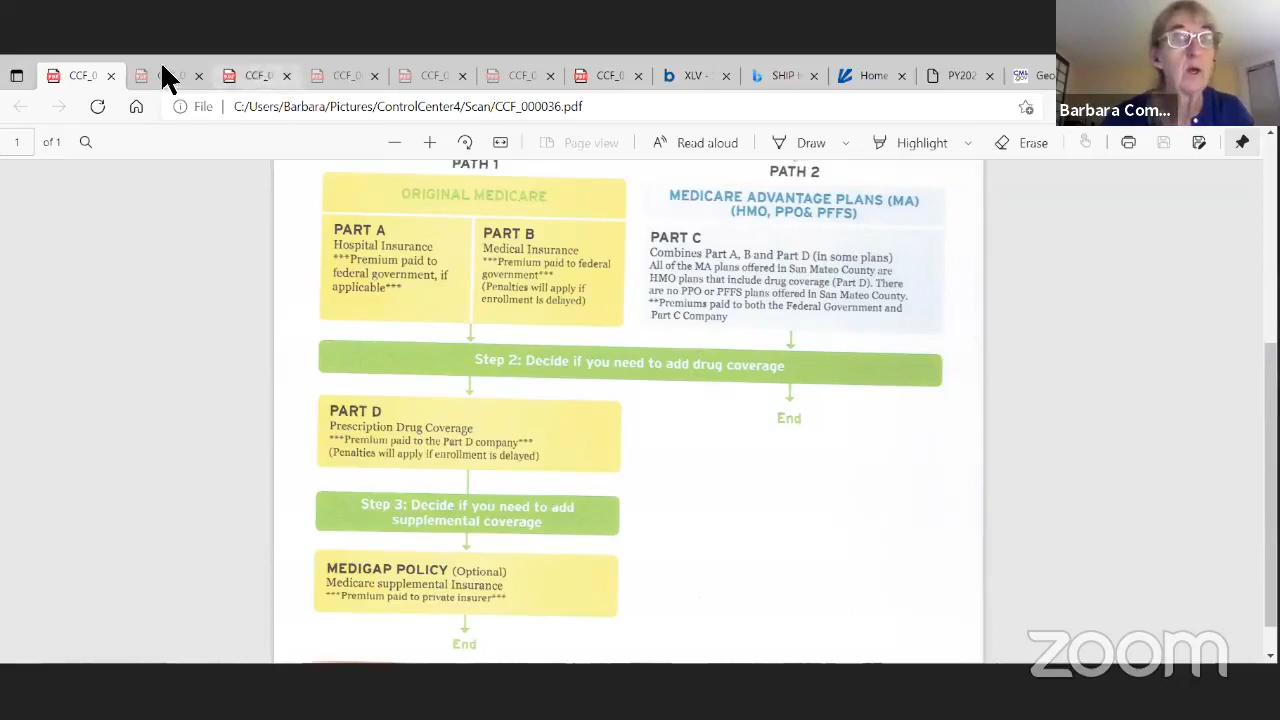 CCF_0
CCF_0
CCF_0
CCF_0
CCF_0
CCF_0
XLV -
SHIP t
Home
PY202
Geo
File
C:/Users/Barbara/Pictures/ControlCenter4/Scan/CCF_000036.pdf
Barbara Com...
1
of 1
Page view
Read aloud
Draw
Highlight
Erase
PATH 1
ORIGINAL MEDICARE
PART A
Hospital Insurance
***Premium paid to
federal government, if
applicable***
PART B
Medical Insurance
***Premium paid to federal
government***
(Penalties will apply if
enrollment is delayed)
PATH 2
MEDICARE ADVANTAGE PLANS (MA)
(HMO, PPO& PFFS)
PART C
Combines Part A, B and Part D (in some plans)
All of the MA plans offered in San Mateo County are
HMO plans that include drug coverage (Part D). There
are no PPO or PFFS plans offered in San Mateo County.
**Premiums paid to both the Federal Government and
Part C Company
Step 2: Decide if you need to add drug coverage
PART D
Prescription Drug Coverage
***Premium paid to the Part D company***
(Penalties will apply if enrollment is delayed)
End
Step 3: Decide if you need to add
supplemental coverage
MEDIGAP POLICY (Optional)
Medicare supplemental Insurance
***Premium paid to private insurer***
End
zoom